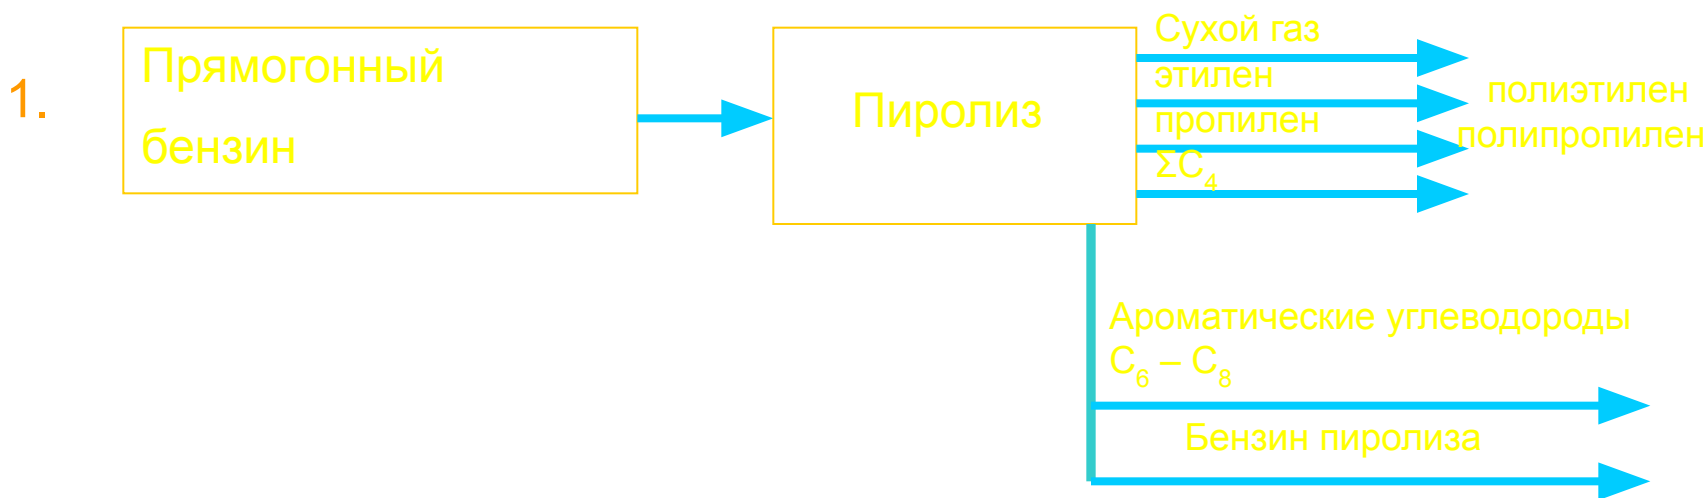 1.
Прямогонный
бензин
Пиролиз
Сухой газ
этилен
пропилен
ΣC₄
полиэтилен
полипропилен
Ароматические углеводороды
C₆ – C₈
Бензин пиролиза